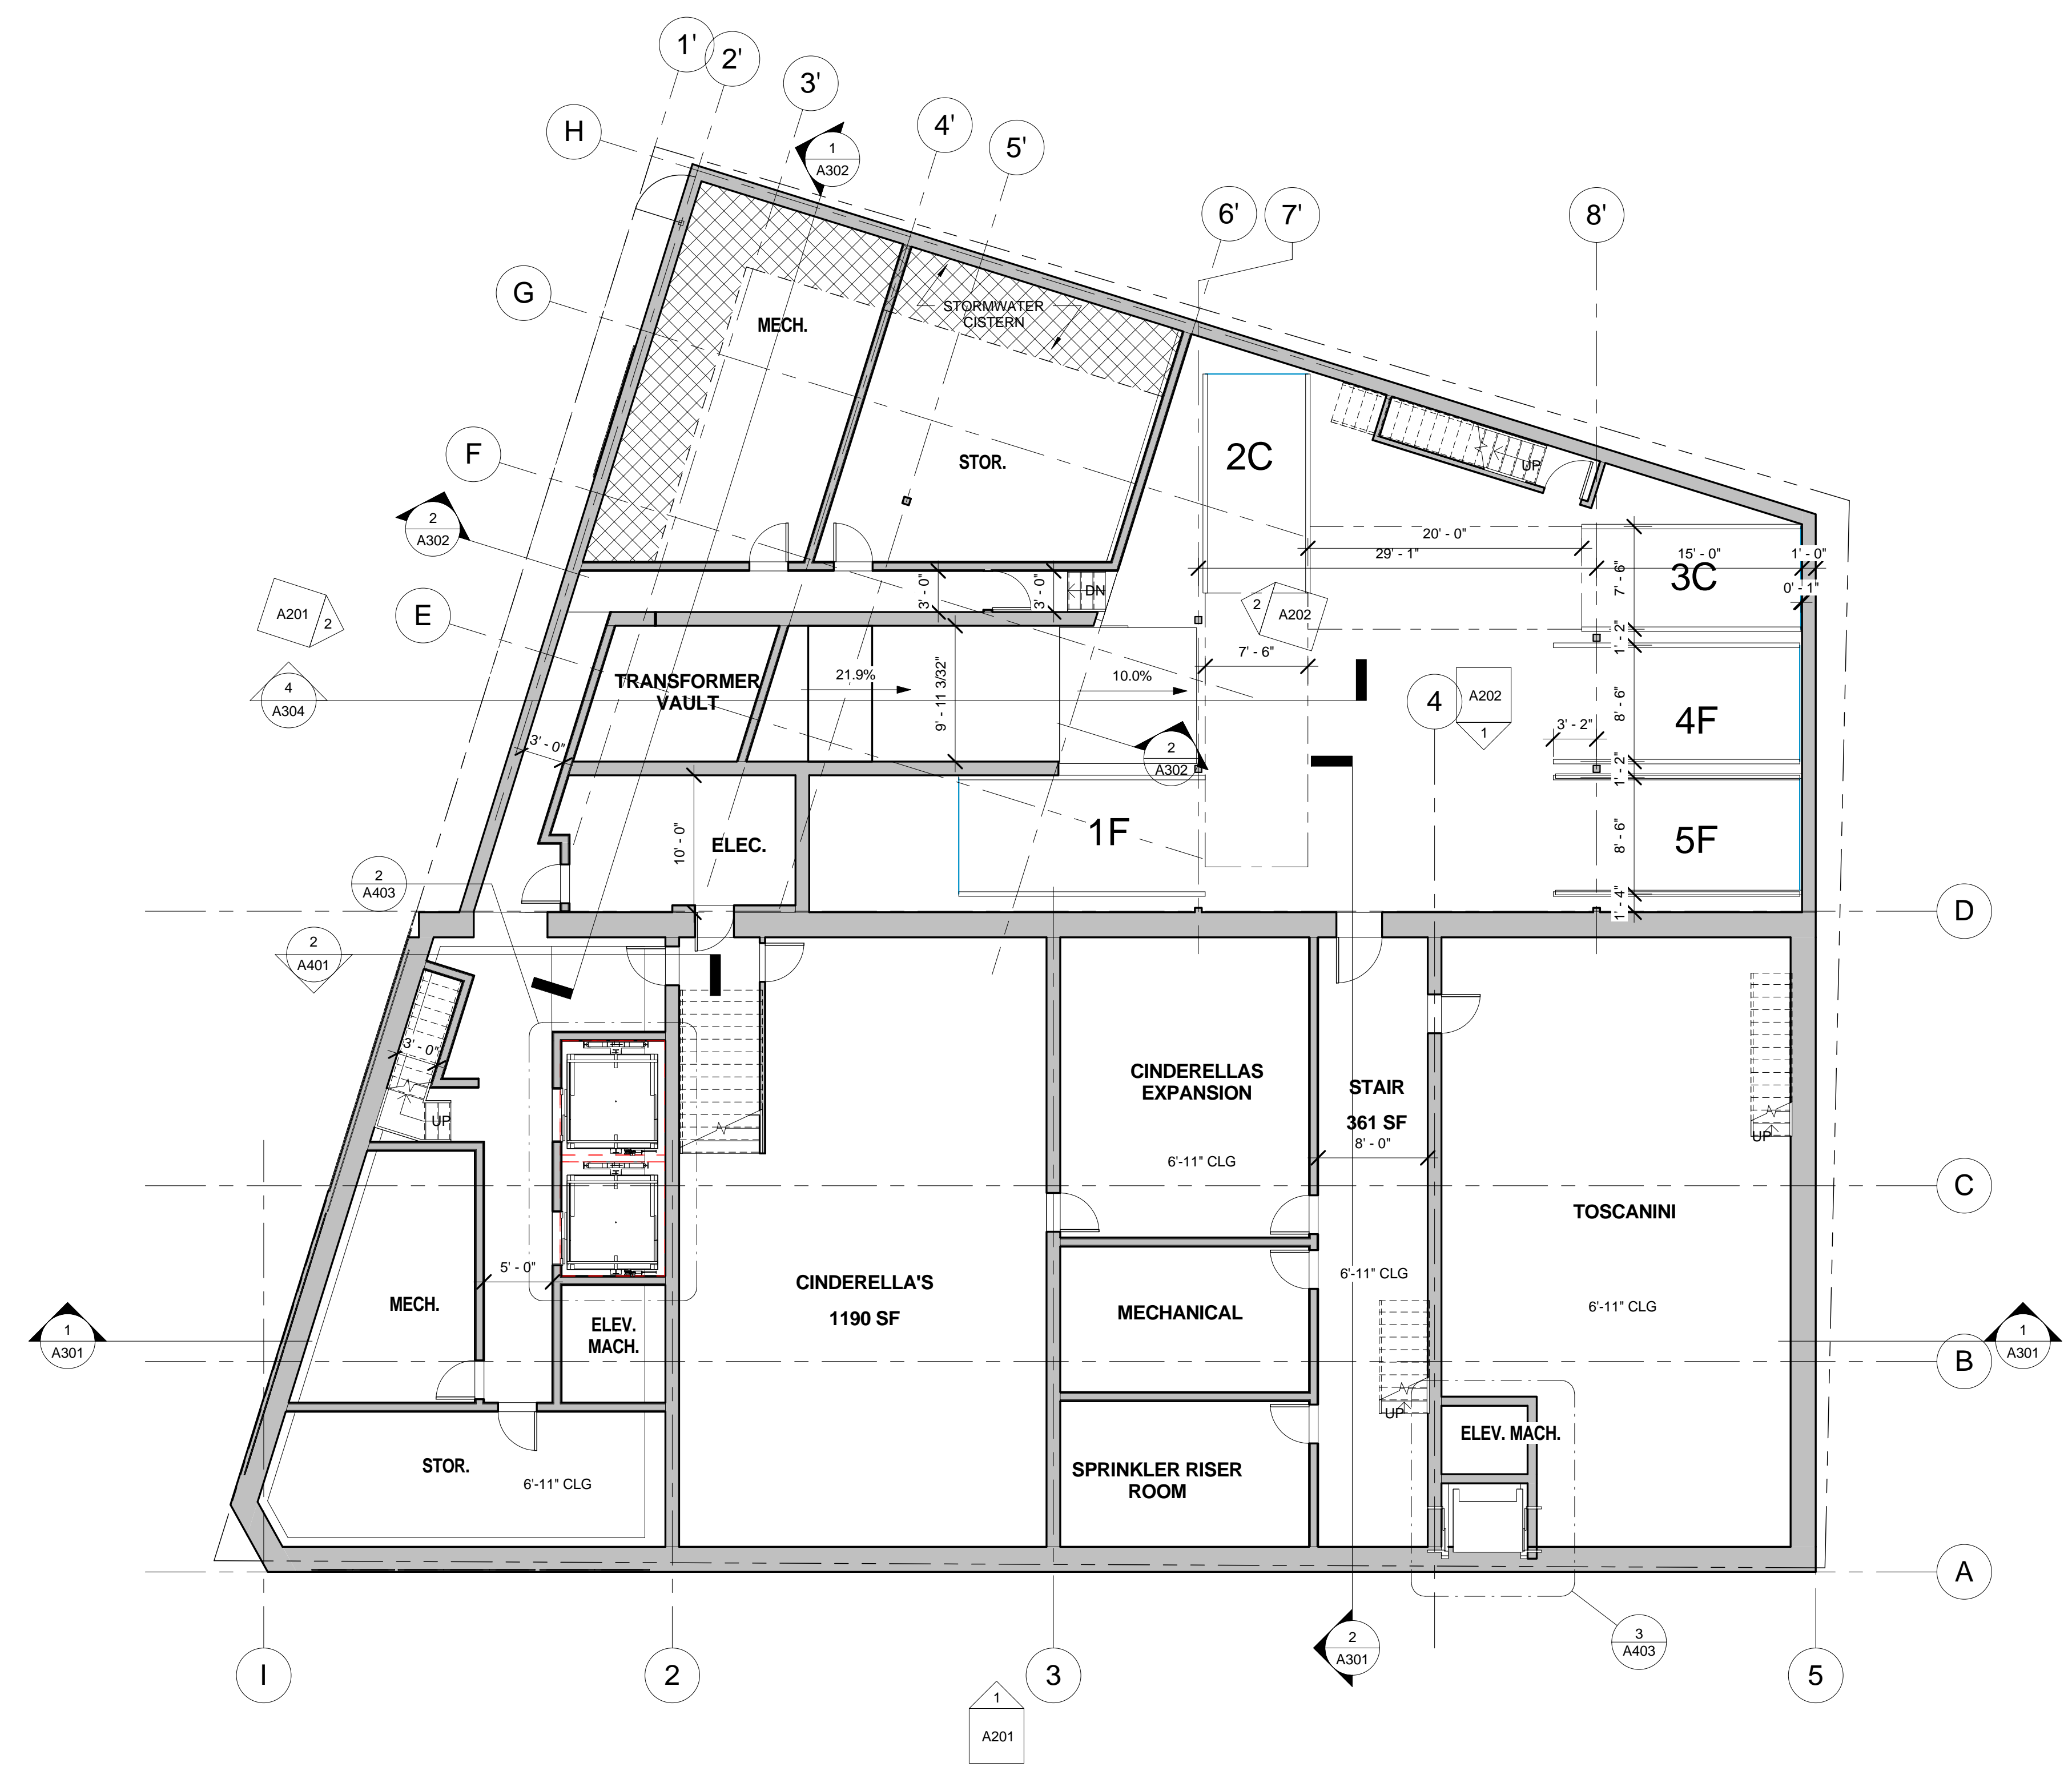 1'
2'
3'
4'
5'
H
1
A302
G
6'
7'
8'
STORMWATER
CISTERN
MECH.
F
STOR.
2C
UP
2
A302
20' - 0"
29' - 1"
15' - 0"
1' - 0"
7' - 6"
3C
0' - 1"
3' - 0"
3' - 0"
DN
A201
2
E
2
A202
1' - 2"
7' - 6"
TRANSFORMER
VAULT
21.9%
9' - 11 3/32"
10.0%
4
A304
4
A202
1
8' - 6"
4F
3' - 2"
3' - 0"
2
A302
1' - 2"
10' - 0"
ELEC.
1F
8' - 6"
5F
2
A403
1' - 4"
D
2
A401
3' - 0"
UP
CINDERELLAS
EXPANSION
6'-11" CLG
STAIR
361 SF
8' - 0"
UP
C
TOSCANINI
5' - 0"
MECH.
ELEV.
MACH.
CINDERELLA'S
1190 SF
MECHANICAL
6'-11" CLG
6'-11" CLG
1
A301
B
1
A301
UP
STOR.
6'-11" CLG
SPRINKLER RISER
ROOM
ELEV. MACH.
A
I
2
3
2
A301
3
A403
5
1
A201